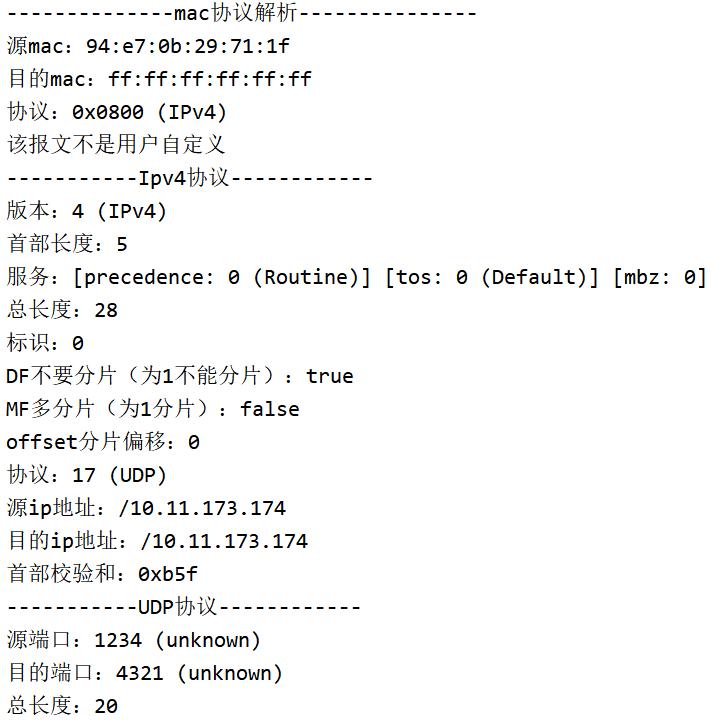 --------------mac协议解析---------------
源mac：94:e7:0b:29:71:1f
目的mac：ff:ff:ff:ff:ff:ff
协议：0x0800 (IPv4)
该报文不是用户自定义
-----------Ipv4协议------------
版本：4 (IPv4)
首部长度：5
服务：[precedence: 0 (Routine)] [tos: 0 (Default)] [mbz: 0]
总长度：28
标识：0
DF不要分片（为1不能分片）：true
MF多分片（为1分片）：false
offset分片偏移：0
协议：17 (UDP)
源ip地址：/10.11.173.174
目的ip地址：/10.11.173.174
首部校验和：0xb5f
-----------UDP协议------------
源端口：1234 (unknown)
目的端口：4321 (unknown)
总长度：20